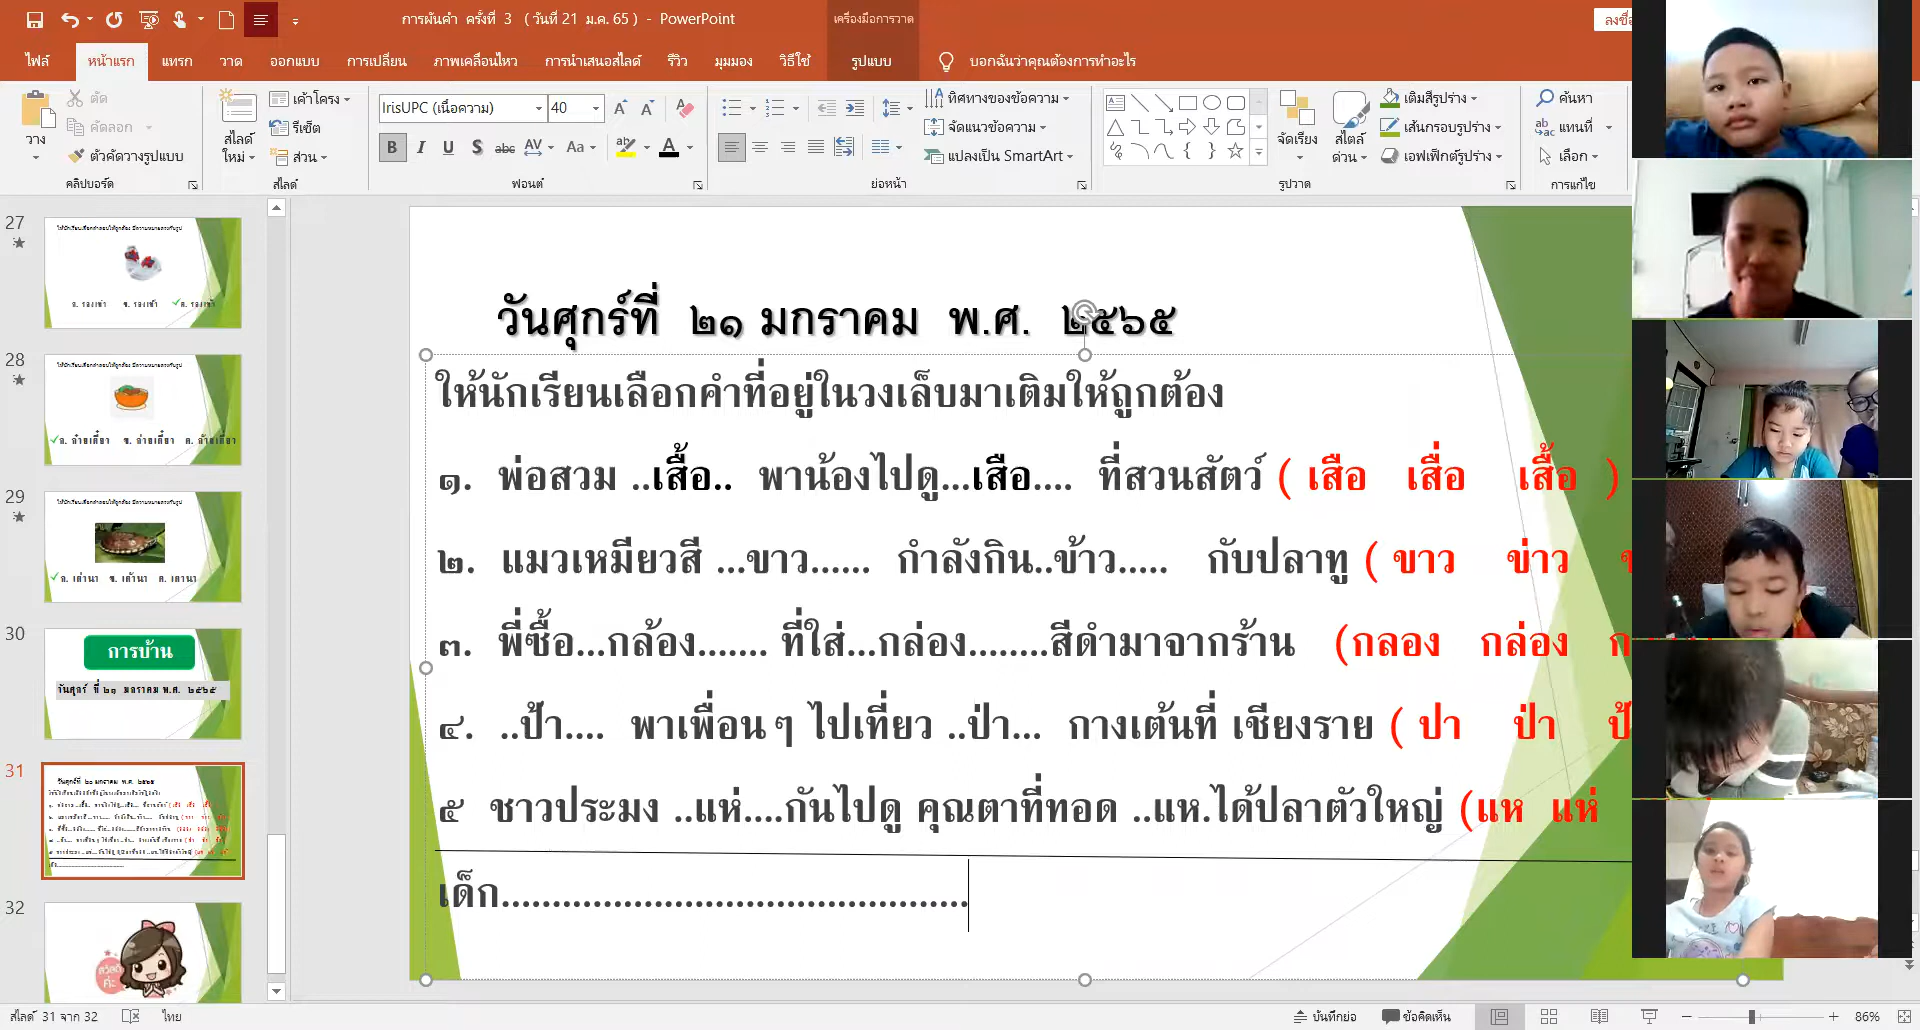 การผันคำ ครั้งที่ 3 ( วันที่ 21 ม.ค. 65 ) - PowerPoint
เครื่องมือการวาด
ลงชื่อ
ไฟล์ หน้าแรก แทรก วาด ออกแบบ การเปลี่ยน ภาพเคลื่อนไหว การนำเสนอสไลด์ รีวิว มุมมอง วิธีใช้ รูปแบบ บอกฉันว่าคุณต้องการทำอะไร
วาง
ตัด
คัดลอก
ตัวคัดวางรูปแบบ
คลิปบอร์ด
สไลด์ใหม่
เค้าโครง
รีเซ็ต
ส่วน
สไลด์
IrisUPC (เนื้อความ) 40
ฟอนต์
ทิศทางของข้อความ
จัดแนวข้อความ
แปลงเป็น SmartArt
ย่อหน้า
จัดเรียง
สไตล์ด่วน
เติมสีรูปร่าง
เส้นกรอบรูปร่าง
เอฟเฟ็กต์รูปร่าง
รูปวาด
ค้นหา
แทนที่
เลือก
การแก้ไข
27
28
29
30
การบ้าน
31
32
สวัสดีค่ะ
วันศุกร์ที่ ๒๑ มกราคม พ.ศ. ๒๕๖๕
ให้นักเรียนเลือกคำที่อยู่ในวงเล็บมาเติมให้ถูกต้อง
๑. พ่อสวม ..เสื้อ.. พาน้องไปดู...เสือ.... ที่สวนสัตว์ ( เสือ เสื่อ เสื้อ )
๒. แมวเหมียวสี ...ขาว...... กำลังกิน..ข้าว..... กับปลาทู ( ขาว ข่าว
๓. พี่ซื้อ...กล้อง....... ที่ใส่...กล่อง........สีดำมาจากร้าน (กลอง กล่อง
๔. ..ป้า.... พาเพื่อนๆ ไปเที่ยว ..ป่า... กางเต้นที่ เชียงราย ( ปา ป่า ป้
๕ ชาวประมง ..แห่....กันไปดู คุณตาที่ทอด ..แห.ได้ปลาตัวใหญ่ (แห แห่
เด็ก..............................................
สไลด์ 31 จาก 32 ไทย บันทึกย่อ ข้อคิดเห็น 86%